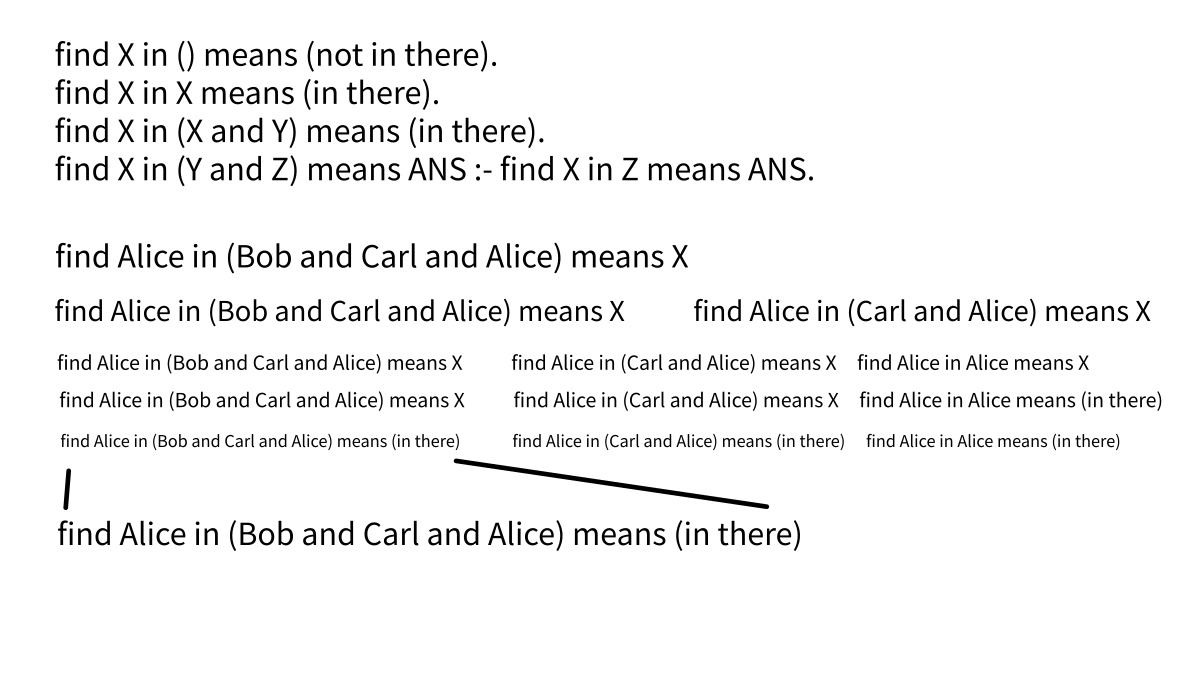 find X in () means (not in there).
find X in X means (in there).
find X in (X and Y) means (in there).
find X in (Y and Z) means ANS :- find X in Z means ANS.
find Alice in (Bob and Carl and Alice) means X
find Alice in (Bob and Carl and Alice) means X find Alice in (Carl and Alice) means X
find Alice in (Bob and Carl and Alice) means X find Alice in (Carl and Alice) means X find Alice in Alice means X
find Alice in (Bob and Carl and Alice) means X find Alice in (Carl and Alice) means X find Alice in Alice means (in there)
find Alice in (Bob and Carl and Alice) means (in there) find Alice in (Carl and Alice) means (in there) find Alice in Alice means (in there)
find Alice in (Bob and Carl and Alice) means (in there)